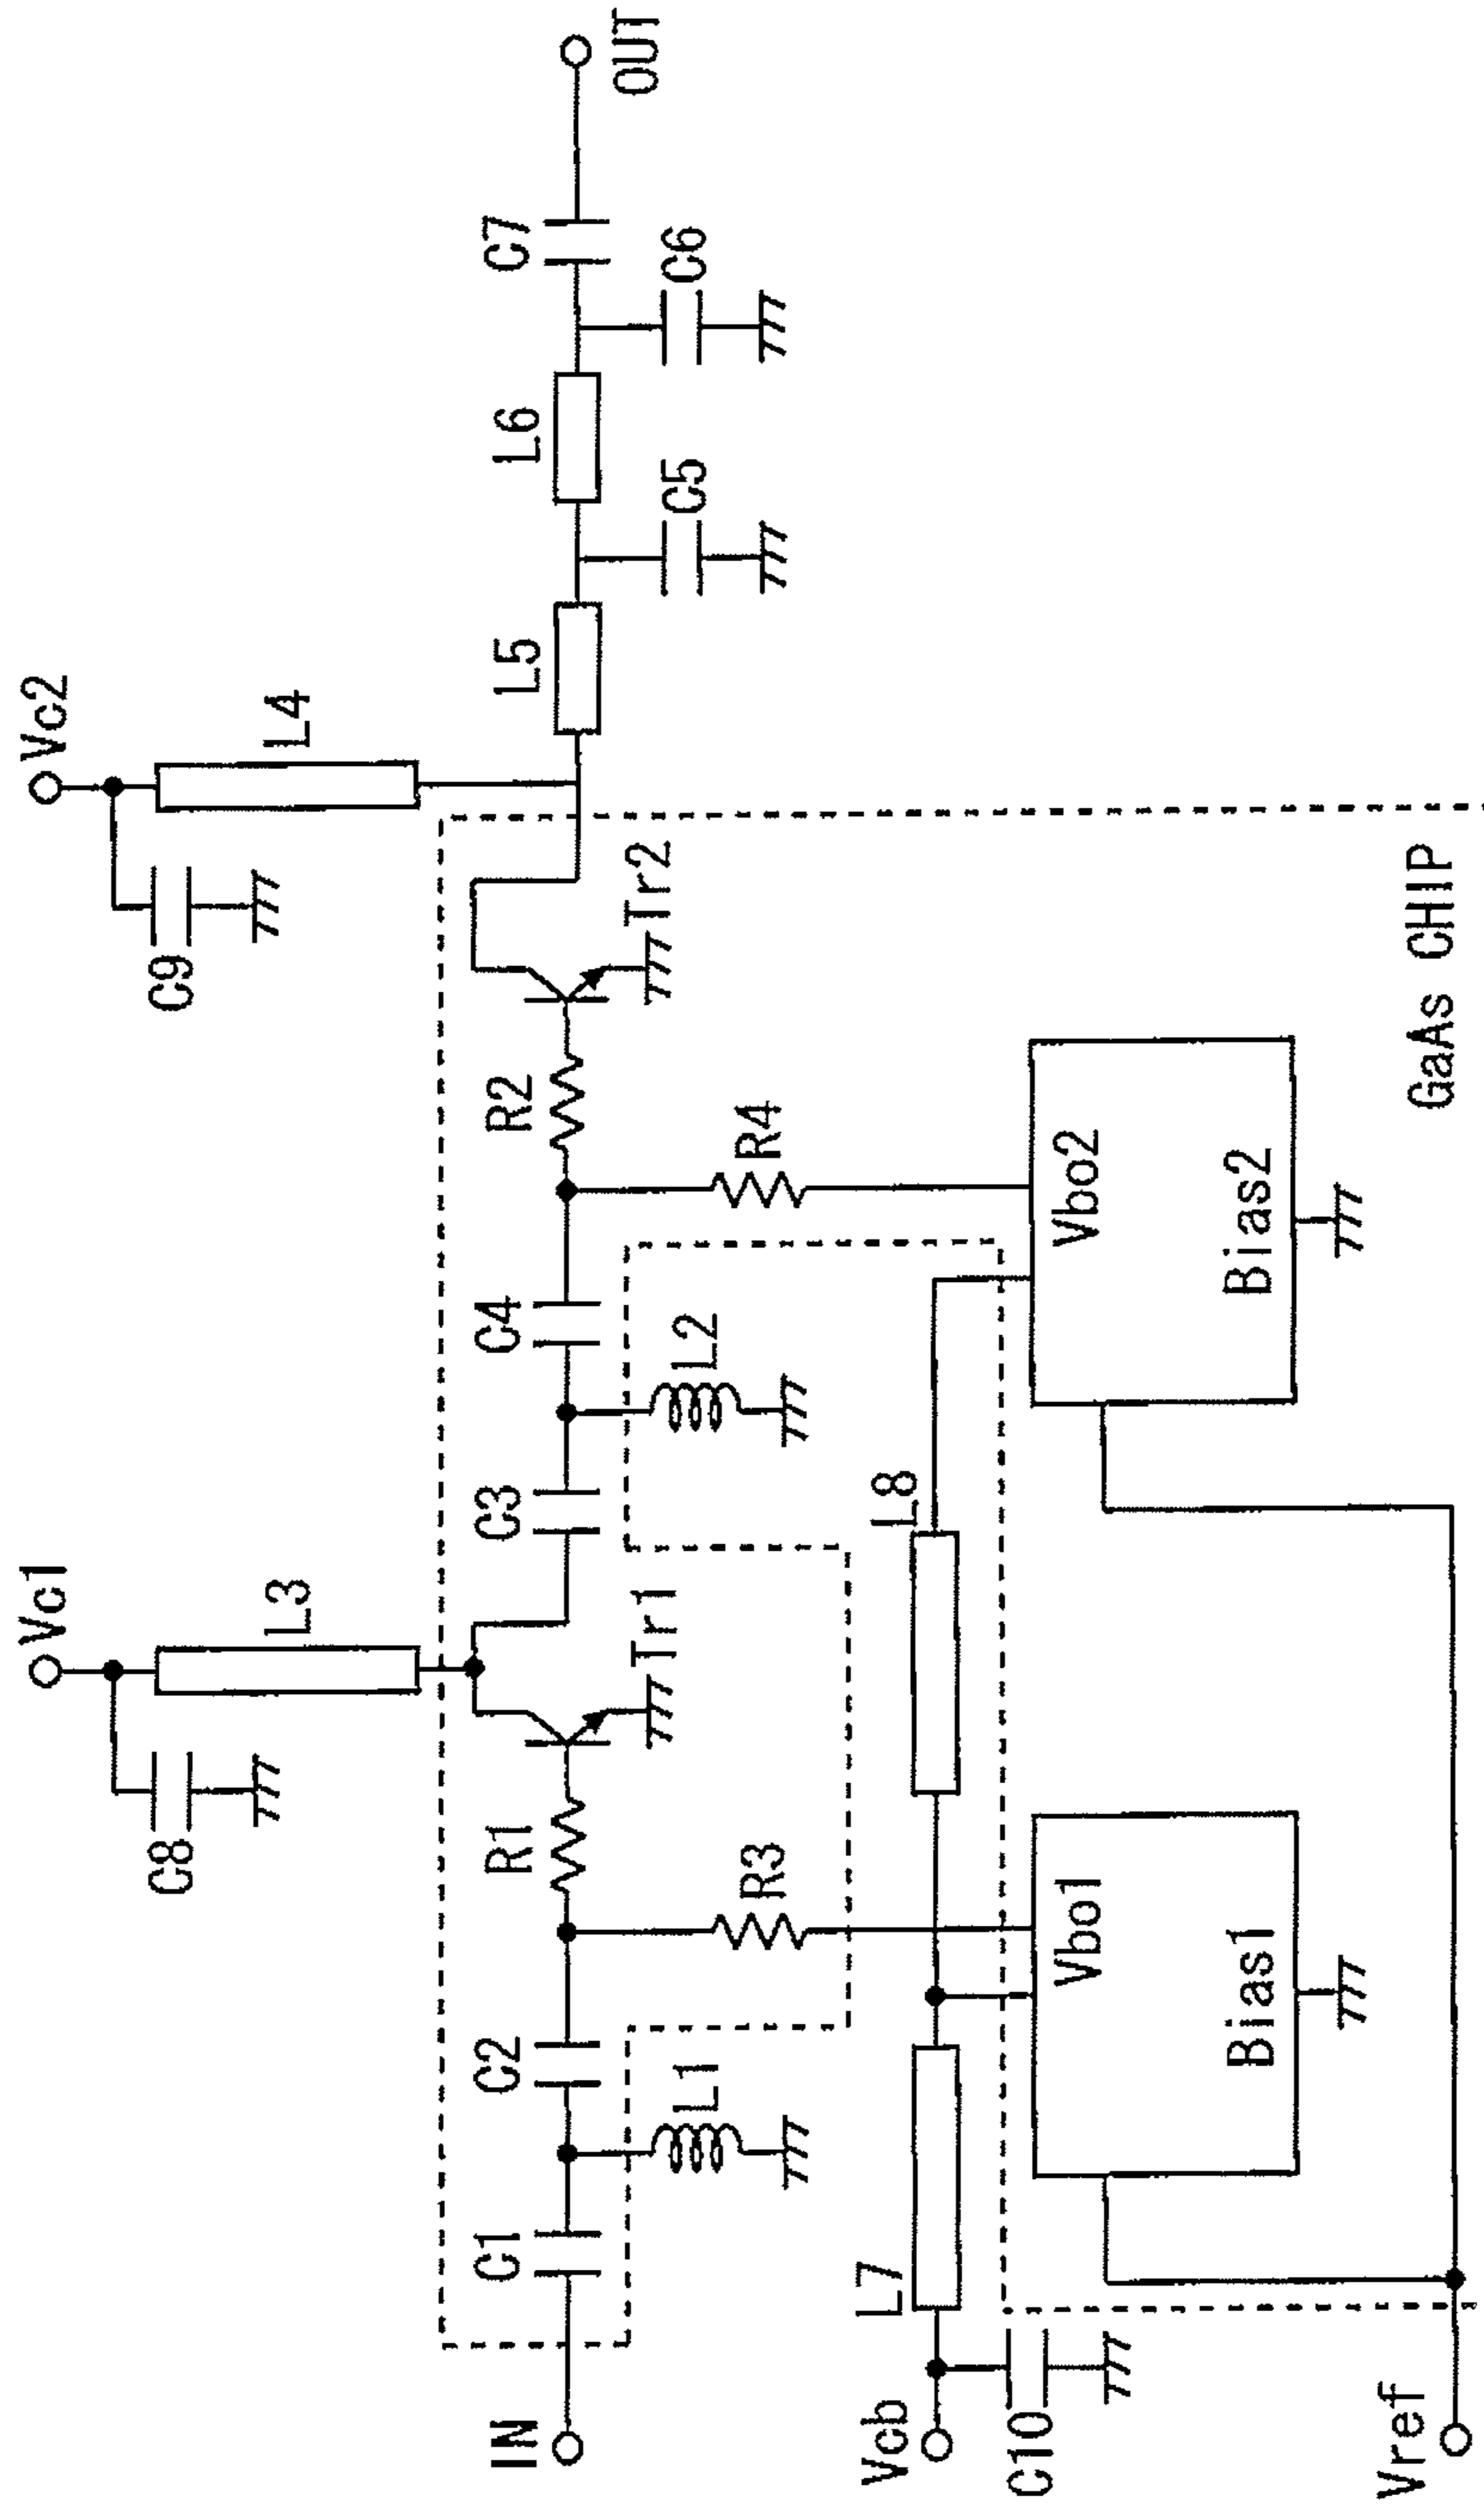 Vc1
Vc2
C8
L3
C9
L4
IN
C1
C2
R1
C3
C4
R2
L5
L6
C7
OUT
L1
Tr1
L2
Tr2
C5
C6
R3
R4
Vcb
L7
L8
C10
Vbo1
Vbo2
Bias1
Bias2
Vref
GaAs CHIP